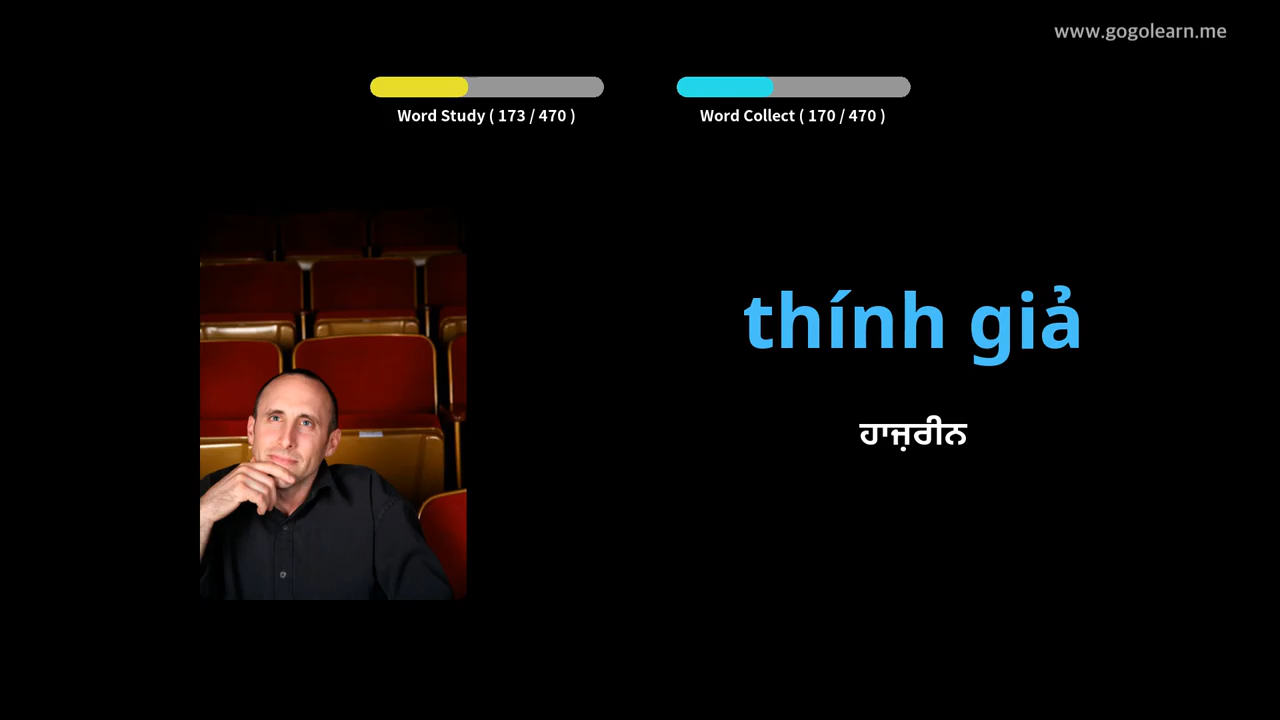 www.gogolearn.me
Word Study ( 173 / 470 )
Word Collect ( 170 / 470 )
thính giả
ਹਾਜ਼ਰੀਨ